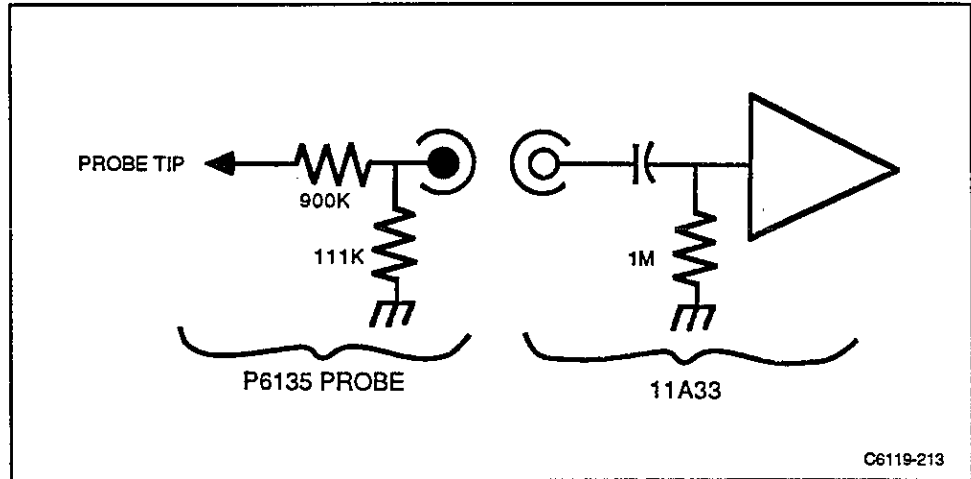 PROBE TIP
900K
111K
1M
P6135 PROBE
11A33
C6119-213